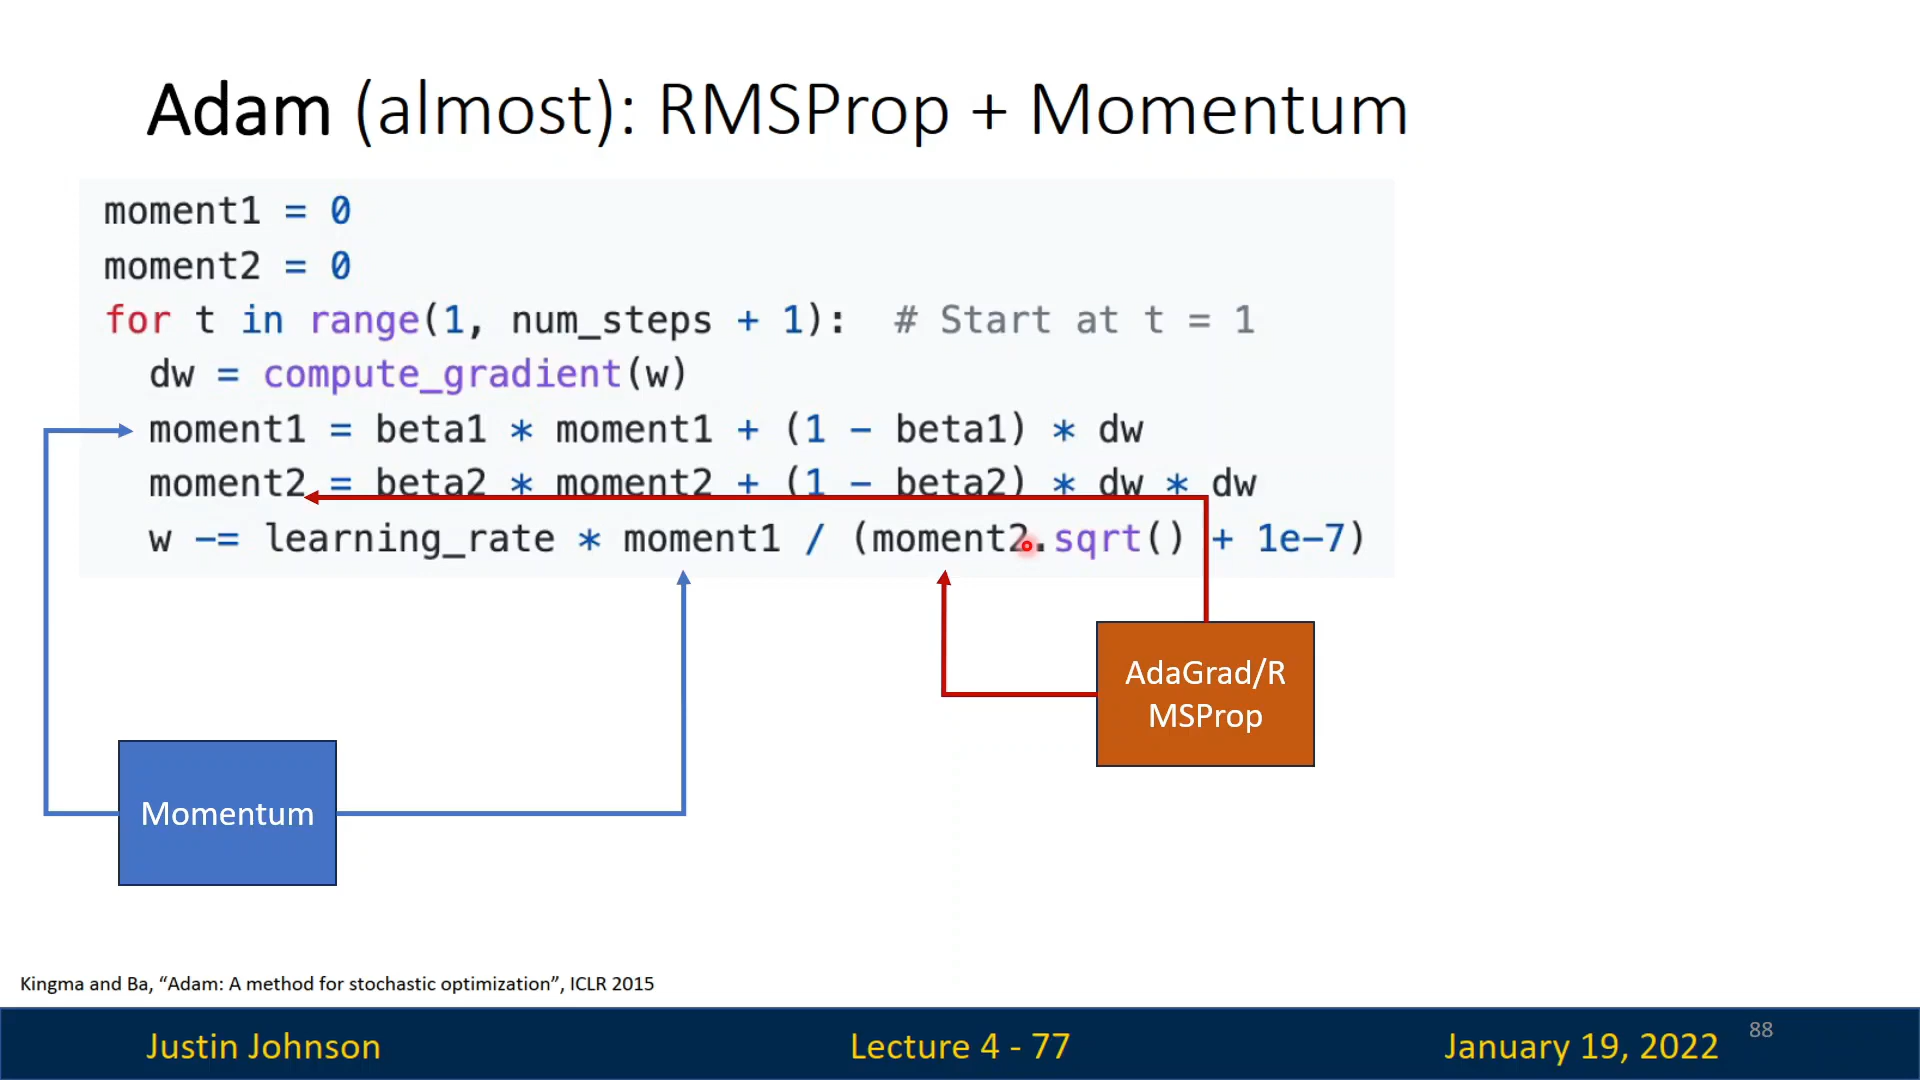 Adam (almost): RMSProp + Momentum
moment1 = 0
moment2 = 0
for t in range(1, num_steps + 1):  # Start at t = 1
  dw = compute_gradient(w)
  moment1 = beta1 * moment1 + (1 - beta1) * dw
  moment2 = beta2 * moment2 + (1 - beta2) * dw * dw
  w -= learning_rate * moment1 / (moment2.sqrt() + 1e-7)
AdaGrad/R
MSProp
Momentum
Kingma and Ba, “Adam: A method for stochastic optimization”, ICLR 2015
Justin Johnson
Lecture 4 - 77
January 19, 2022
88